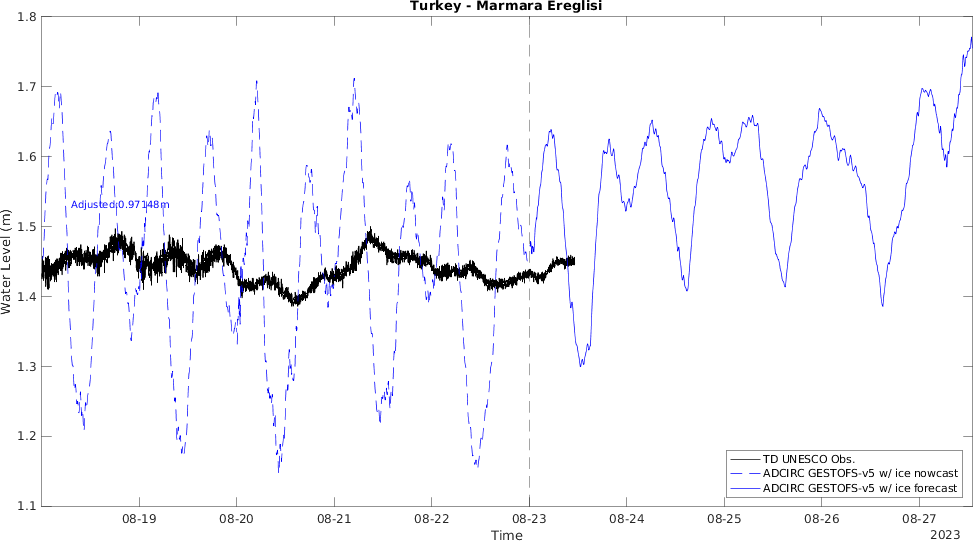 Turkey - Marmara Ereglisi
1.8
1.7
1.6
1.5
1.4
1.3
1.2
1.1
Water Level (m)
Adjusted:0.97148m
TD UNESCO Obs.
ADCIRC GESTOFS-v5 w/ ice nowcast
ADCIRC GESTOFS-v5 w/ ice forecast
08-19 08-20 08-21 08-22 08-23 08-24 08-25 08-26 08-27
Time
2023